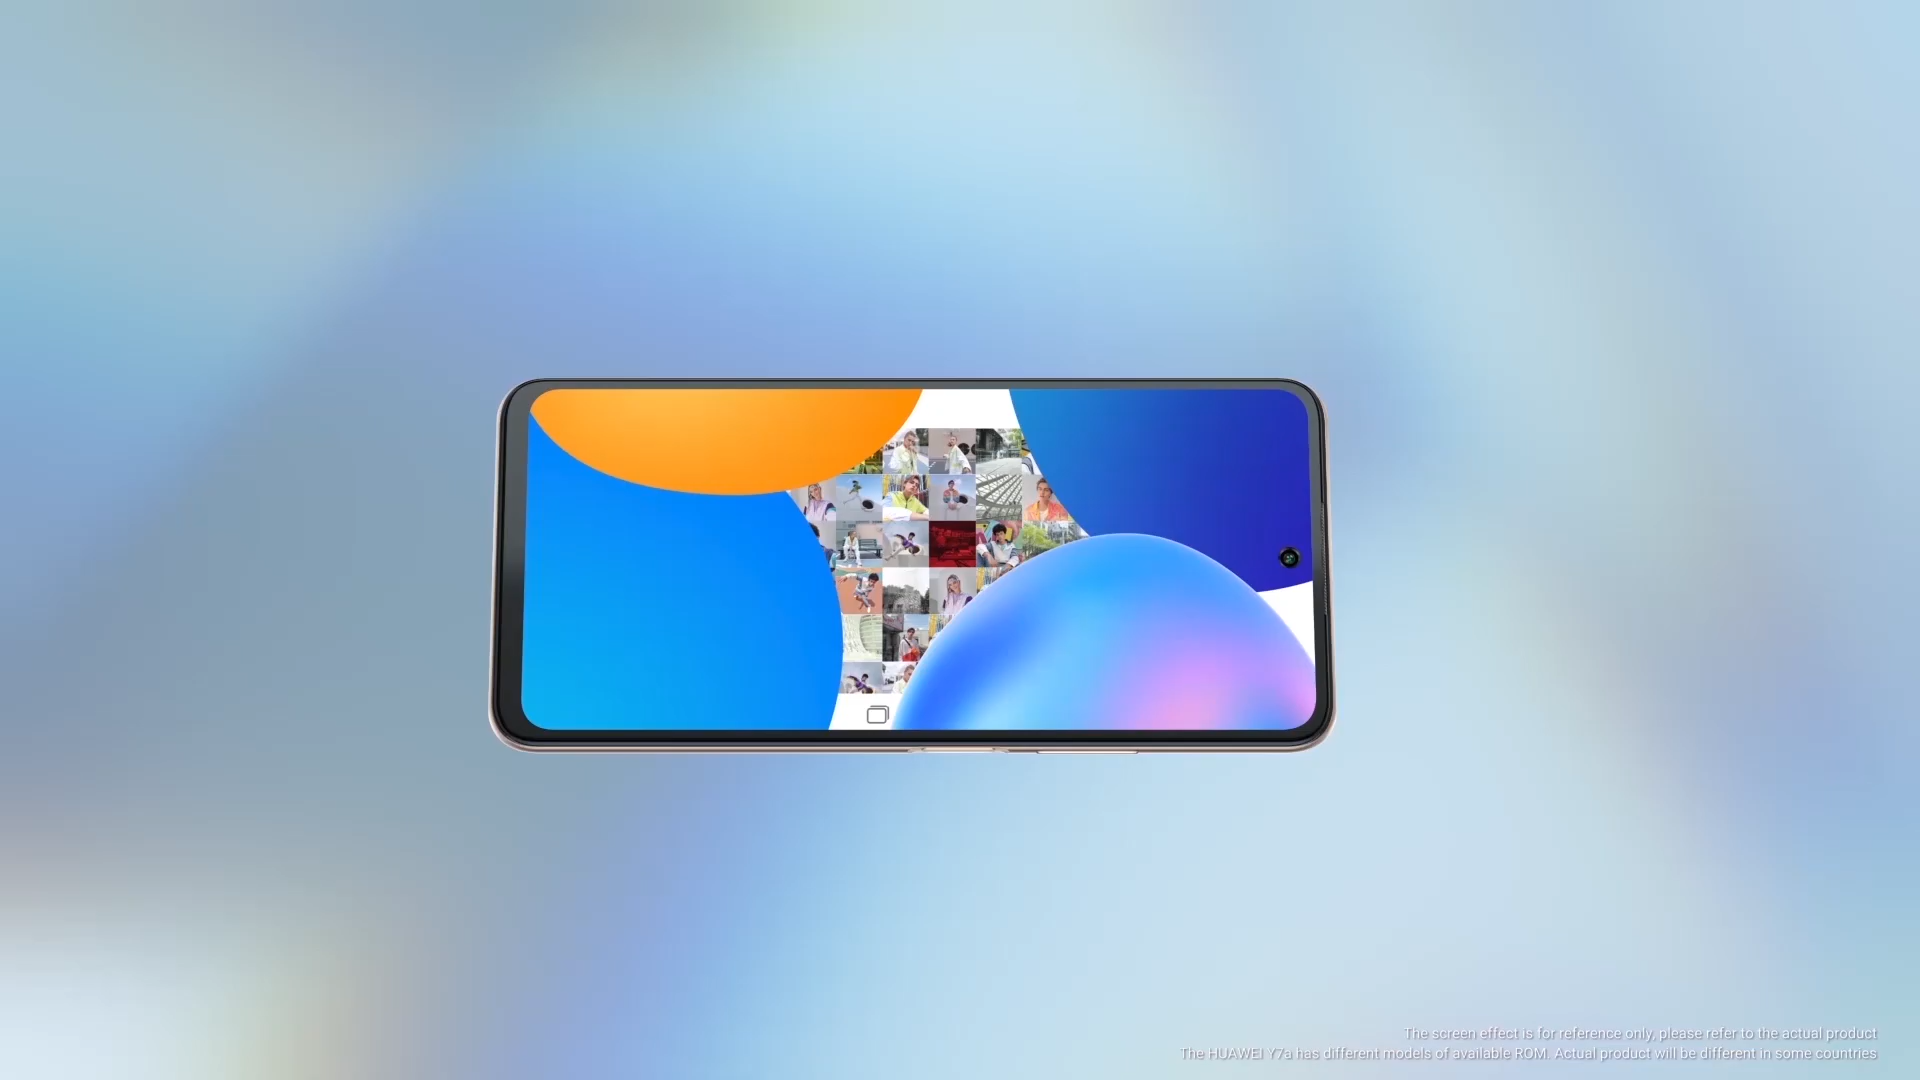 The screen effect is for reference only, please refer to the actual product
The HUAWEI Y7a has different models of available ROM. Actual product will be different in some countries